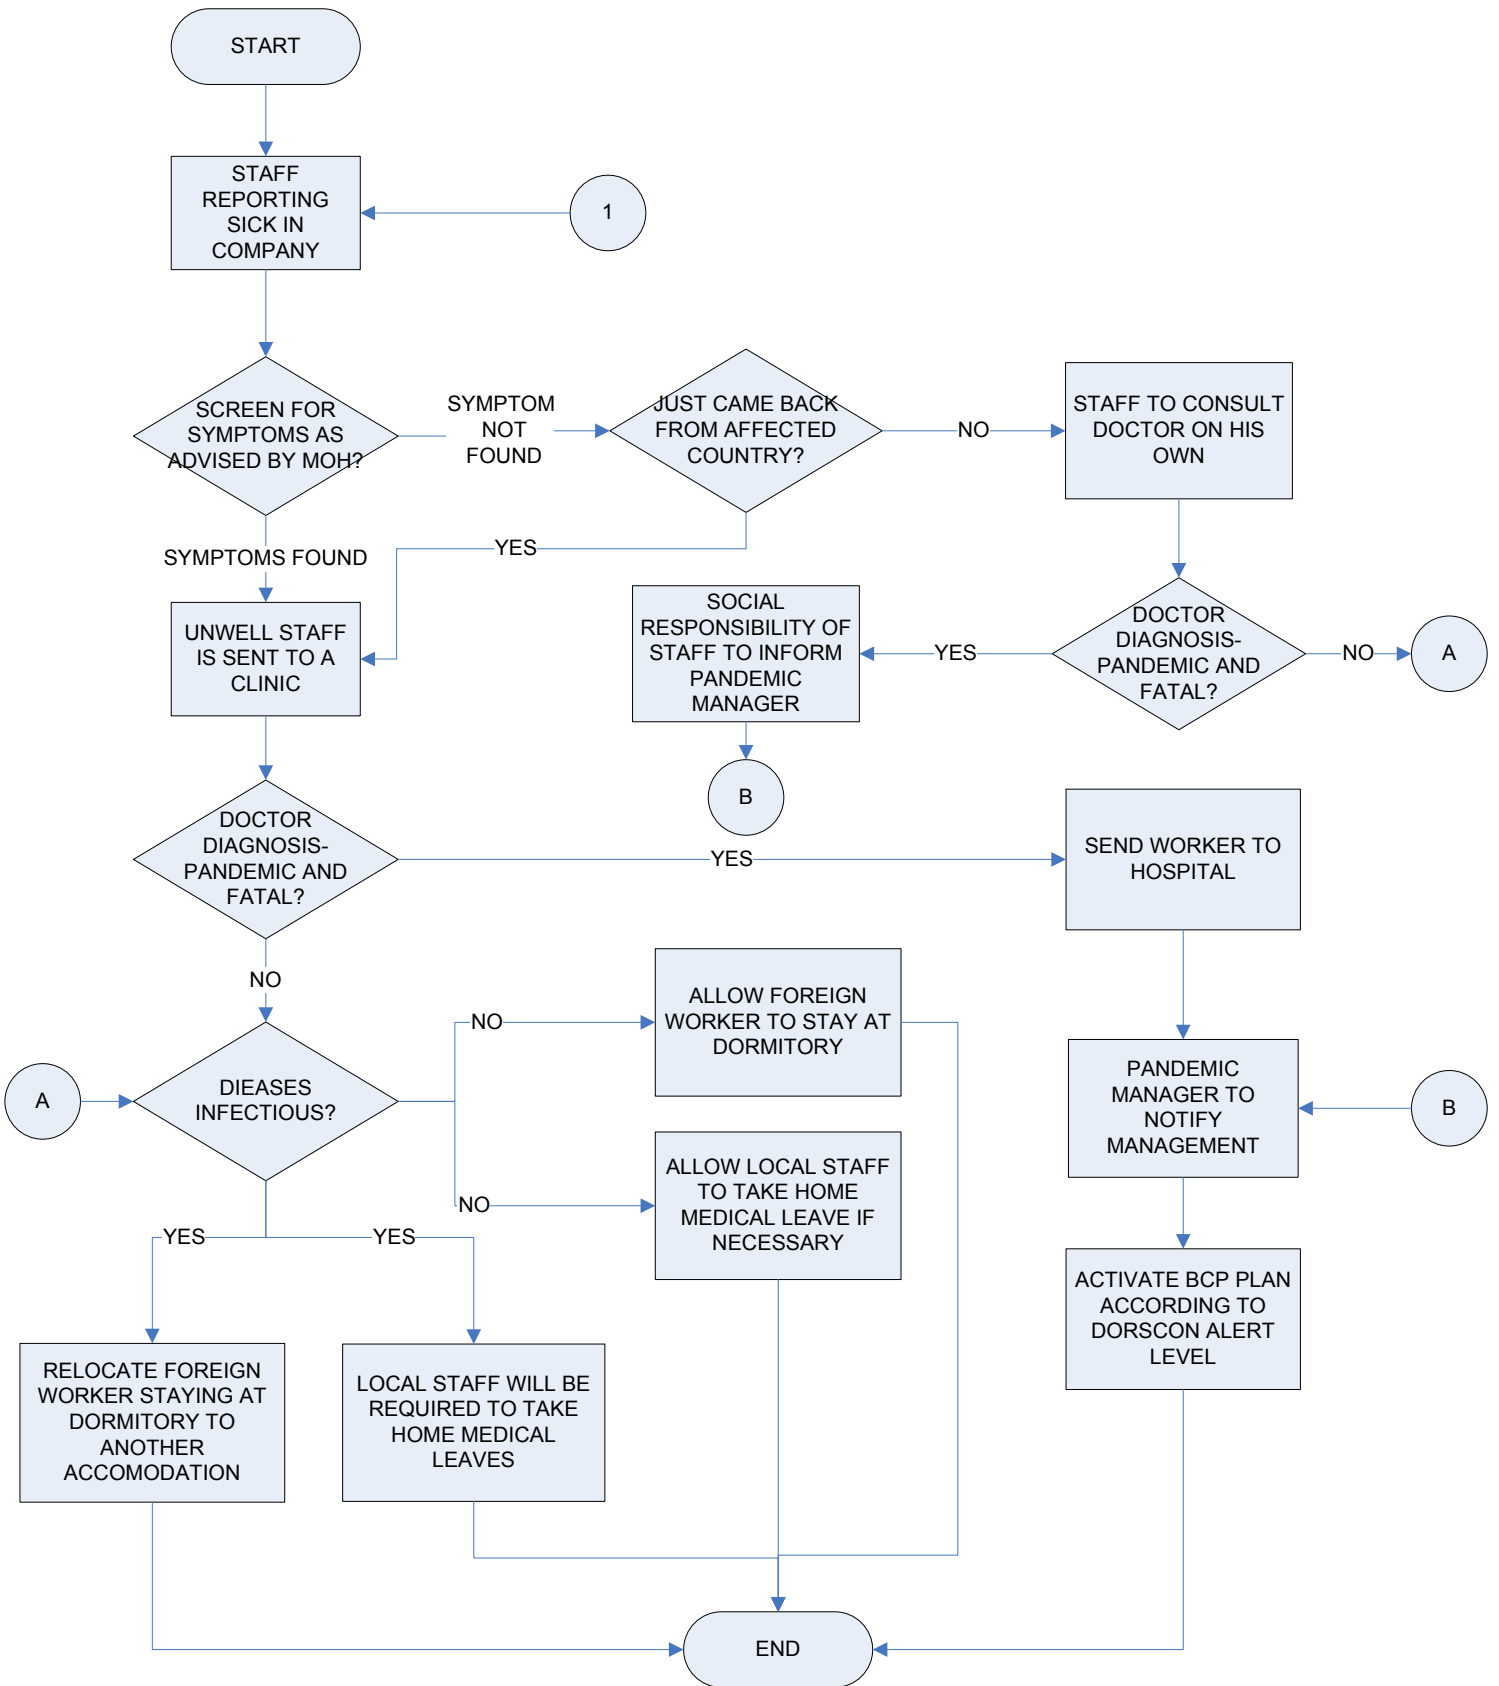 START
STAFF
REPORTING
SICK IN
COMPANY
1
SCREEN FOR
SYMPTOMS AS
ADVISED BY MOH?
SYMPTOM
NOT
FOUND
JUST CAME BACK
FROM AFFECTED
COUNTRY?
NO
STAFF TO CONSULT
DOCTOR ON HIS
OWN
SYMPTOMS FOUND
YES
UNWELL STAFF
IS SENT TO A
CLINIC
SOCIAL
RESPONSIBILITY OF
STAFF TO INFORM
PANDEMIC
MANAGER
YES
DOCTOR
DIAGNOSIS-
PANDEMIC AND
FATAL?
NO
A
B
DOCTOR
DIAGNOSIS-
PANDEMIC AND
FATAL?
YES
SEND WORKER TO
HOSPITAL
NO
ALLOW FOREIGN
WORKER TO STAY AT
DORMITORY
NO
A
DIEASES
INFECTIOUS?
PANDEMIC
MANAGER TO
NOTIFY
MANAGEMENT
B
NO
ALLOW LOCAL STAFF
TO TAKE HOME
MEDICAL LEAVE IF
NECESSARY
YES
YES
ACTIVATE BCP PLAN
ACCORDING TO
DORSCON ALERT
LEVEL
RELOCATE FOREIGN
WORKER STAYING AT
DORMITORY TO
ANOTHER
ACCOMODATION
LOCAL STAFF WILL BE
REQUIRED TO TAKE
HOME MEDICAL
LEAVES
END